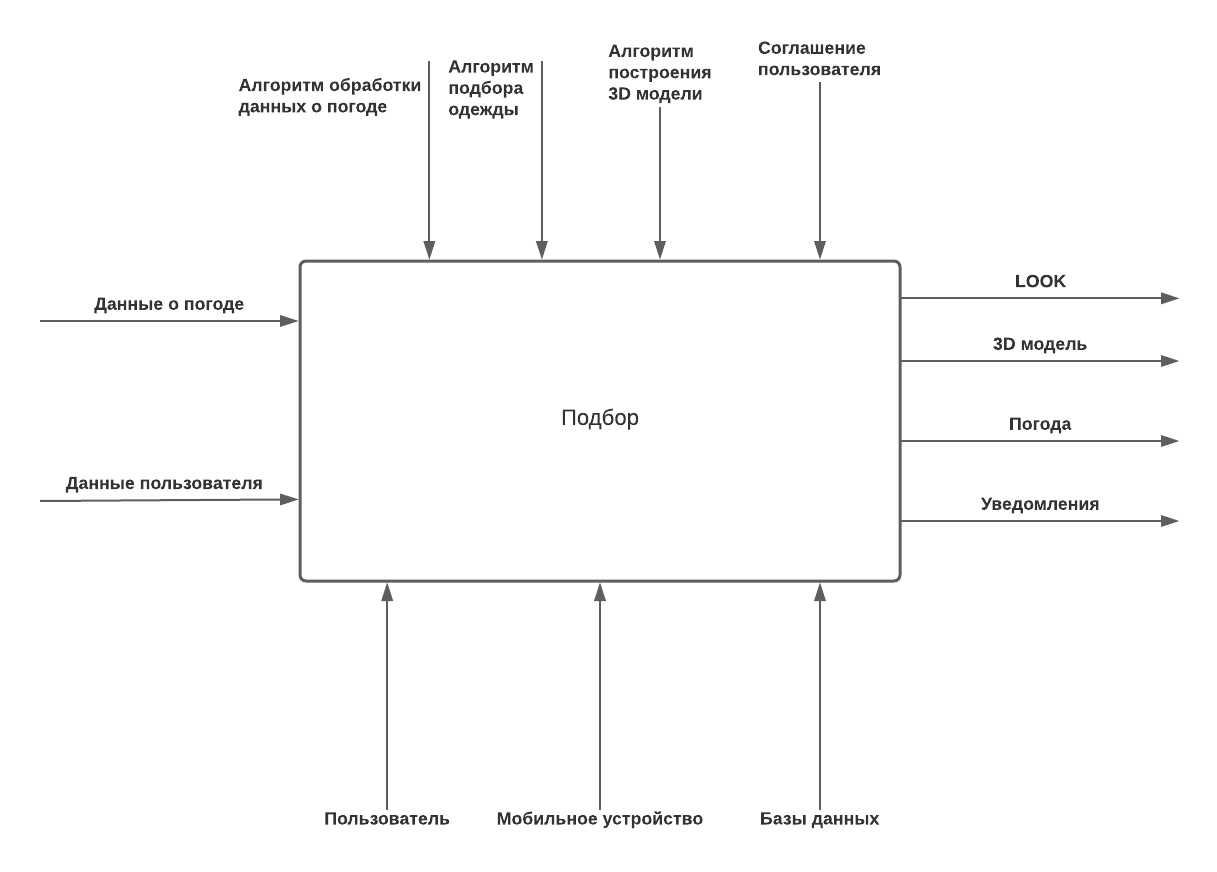 Алгоритм обработки
данных о погоде
Алгоритм
подбора
одежды
Алгоритм
построения
3D модели
Соглашение
пользователя
Данные о погоде
Данные пользователя
Подбор
LOOK
3D модель
Погода
Уведомления
Пользователь
Мобильное устройство
Базы данных